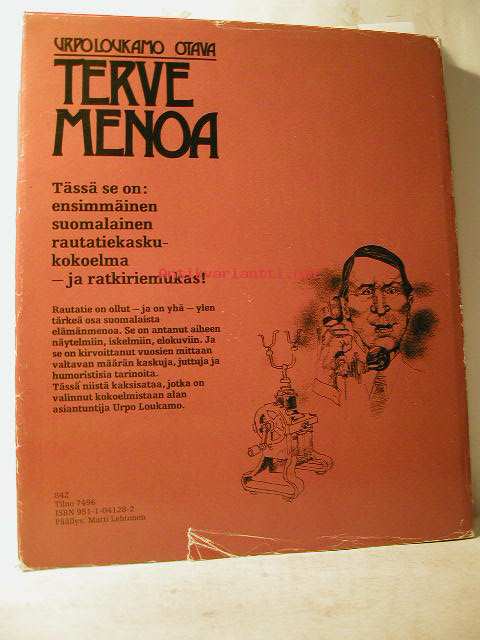 URPO LOUKAMO OTAVA
TERVE
MENOA
Tässä se on:
ensimmäinen
suomalainen
rautatiekasku-
kokoelma
— ja ratkiriemukas!
Antikvariantti.na
Rautatie on ollut — ja on yhä — ylen
tärkeä osa suomalaista
elämänmenoa. Se on antanut aiheen
näytelmiin, iskelmiin, elokuviin. Ja
se on kirvoittanut vuosien mittaan
valtavan määrän kaskuja, juttuja ja
humoristisia tarinoita.
Tässä niistä kaksisataa, jotka on
valinnut kokoelmistaan alan
asiantuntija Urpo Loukamo.
842
Tilno 7496
ISBN 951-1-04128-2
Päällys: Matti Lehtonen